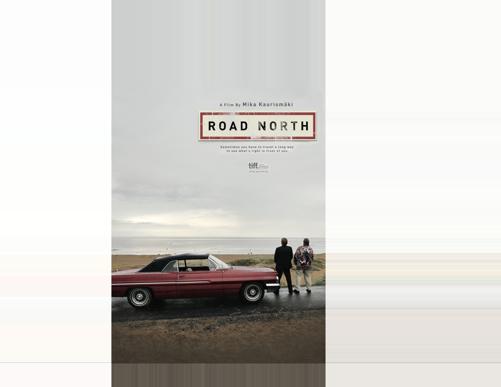 A Film By Mika Kaurismäki
ROAD NORTH
Sometimes you have to travel a long way
to see what's right in front of you
tiff.